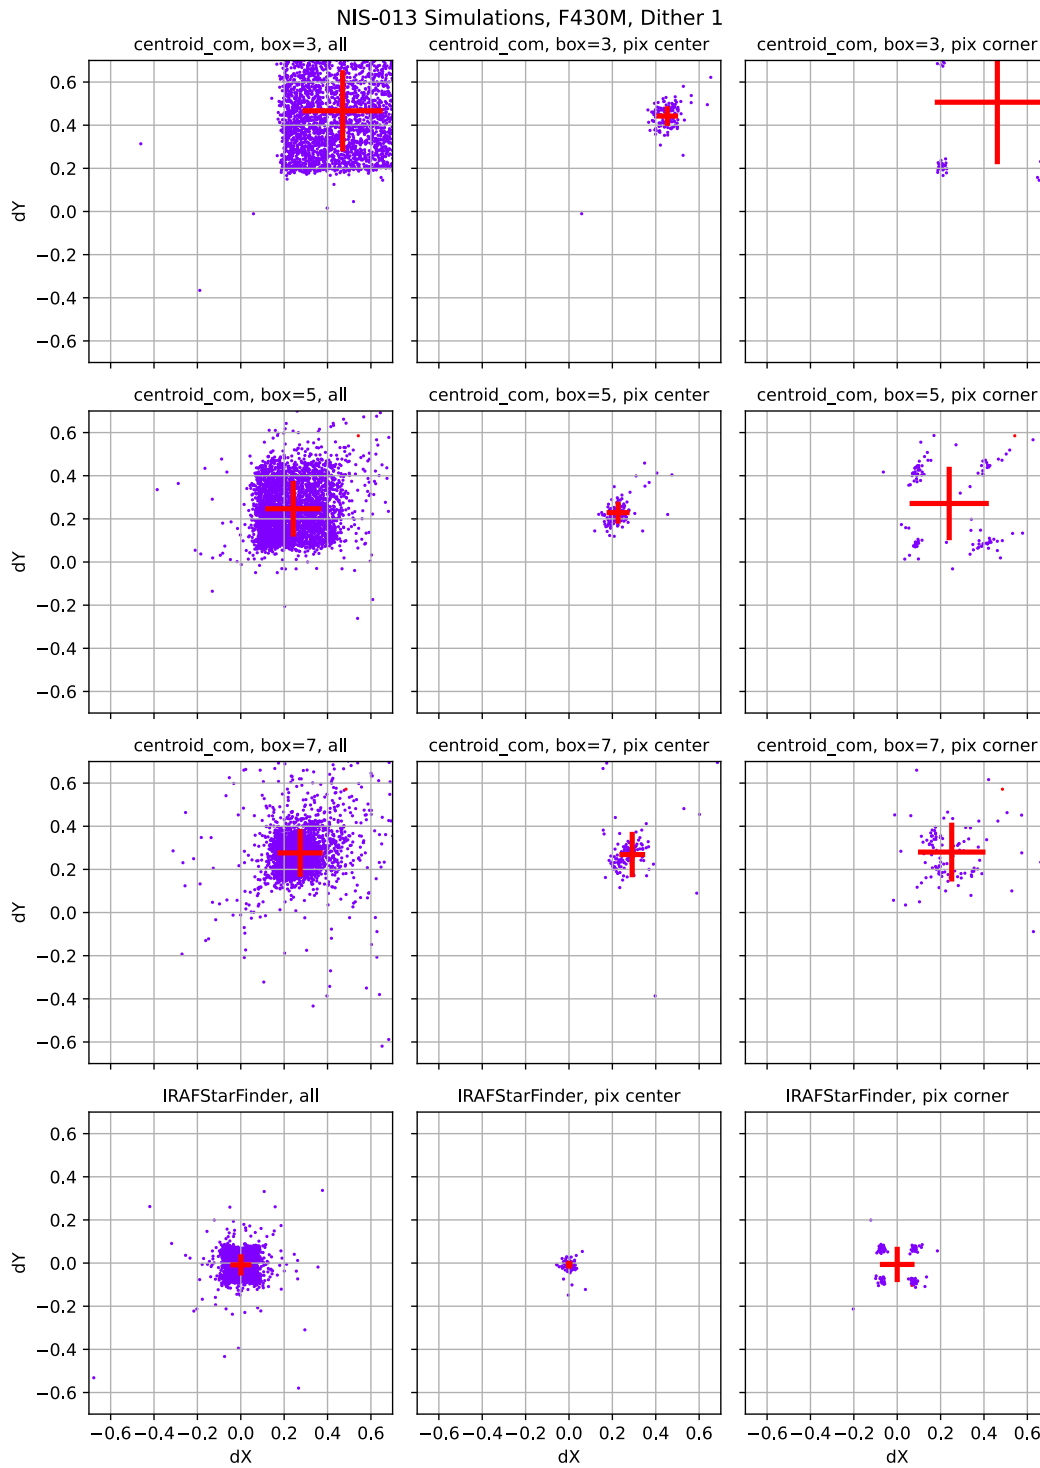 NIS-013 Simulations, F430M, Dither 1
centroid_com, box=3, all
centroid_com, box=3, pix center
centroid_com, box=3, pix corner
0.6
0.4
0.2
0.0
−0.2
−0.4
−0.6
dY
centroid_com, box=5, all
centroid_com, box=5, pix center
centroid_com, box=5, pix corner
0.6
0.4
0.2
0.0
−0.2
−0.4
−0.6
dY
centroid_com, box=7, all
centroid_com, box=7, pix center
centroid_com, box=7, pix corner
0.6
0.4
0.2
0.0
−0.2
−0.4
−0.6
dY
IRAFStarFinder, all
IRAFStarFinder, pix center
IRAFStarFinder, pix corner
0.6
0.4
0.2
0.0
−0.2
−0.4
−0.6
dY
−0.6 −0.4 −0.2 0.0 0.2 0.4 0.6
−0.6 −0.4 −0.2 0.0 0.2 0.4 0.6
−0.6 −0.4 −0.2 0.0 0.2 0.4 0.6
dX
dX
dX